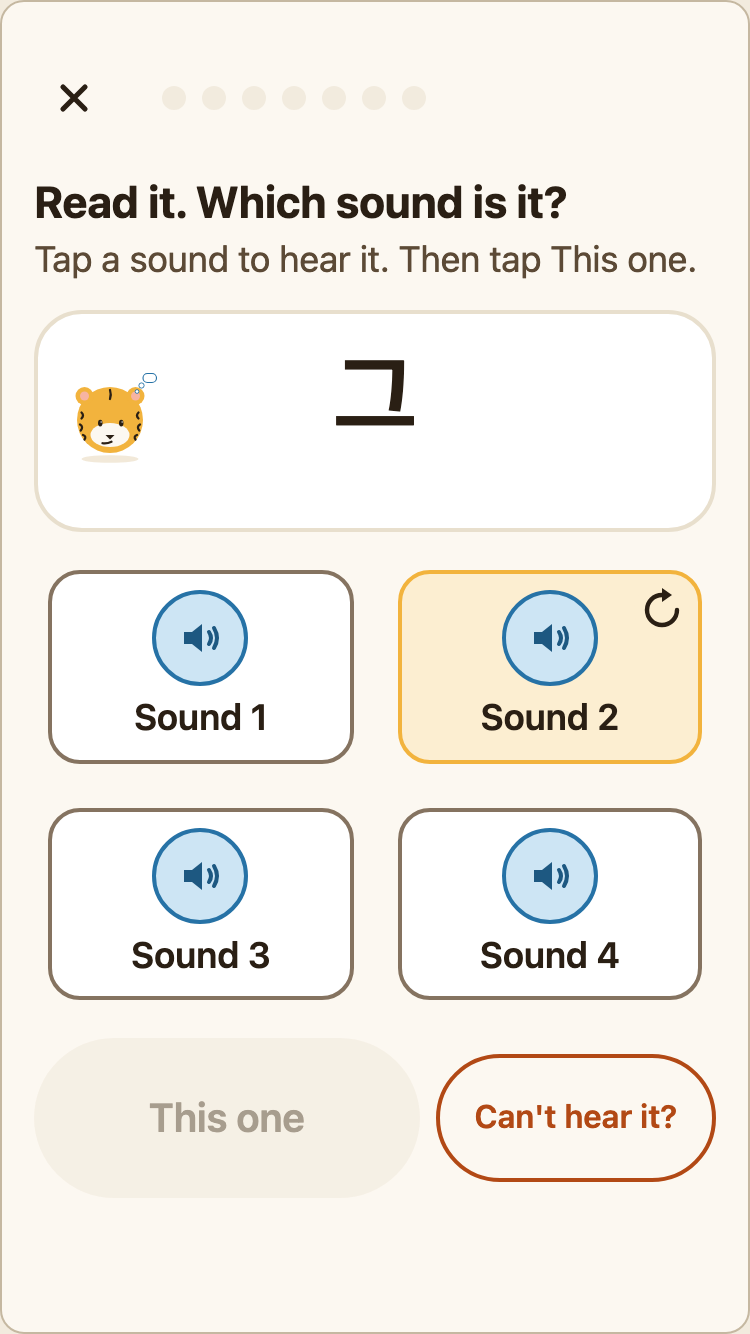 Read it. Which sound is it?
Tap a sound to hear it. Then tap This one.
그
Sound 1
Sound 2
Sound 3
Sound 4
This one
Can't hear it?